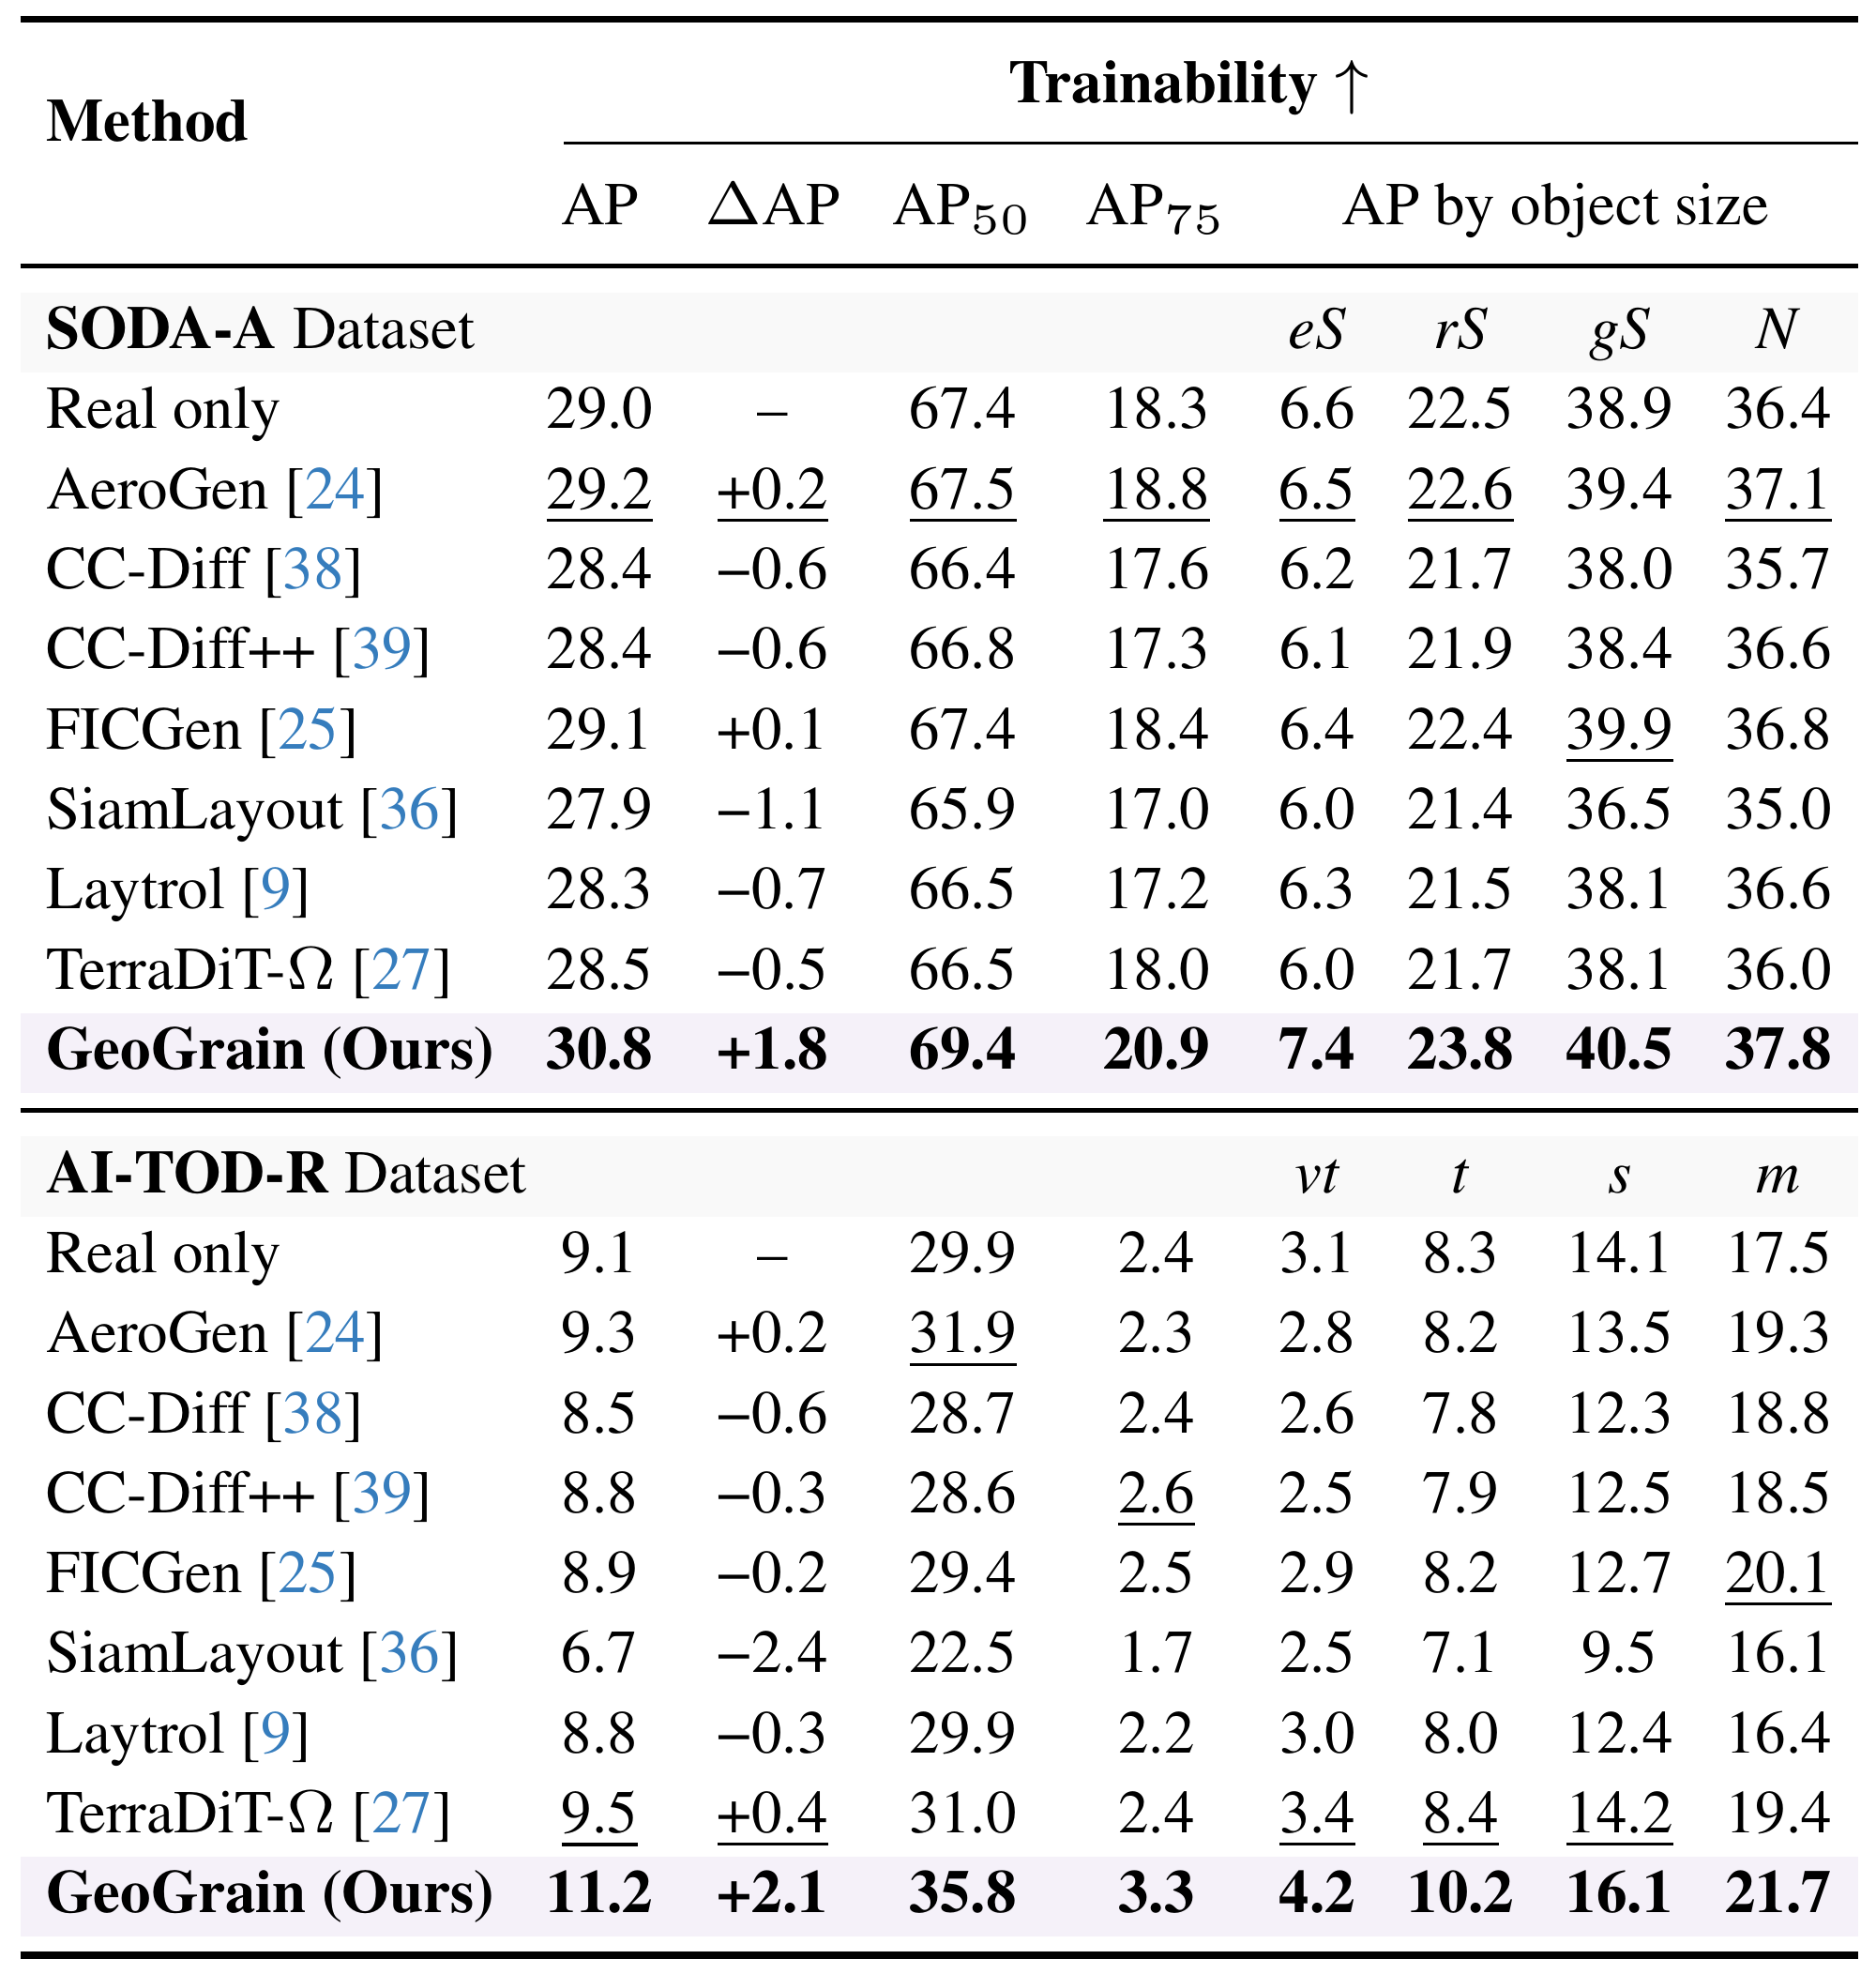 Method Trainability ↑
AP ΔAP AP50 AP75 AP by object size
SODA-A Dataset eS rS gS N
Real only 29.0 – 67.4 18.3 6.6 22.5 38.9 36.4
AeroGen [24] 29.2 +0.2 67.5 18.8 6.5 22.6 39.4 37.1
CC-Diff [38] 28.4 −0.6 66.4 17.6 6.2 21.7 38.0 35.7
CC-Diff++ [39] 28.4 −0.6 66.8 17.3 6.1 21.9 38.4 36.6
FICGen [25] 29.1 +0.1 67.4 18.4 6.4 22.4 39.9 36.8
SiamLayout [36] 27.9 −1.1 65.9 17.0 6.0 21.4 36.5 35.0
Laytrol [9] 28.3 −0.7 66.5 17.2 6.3 21.5 38.1 36.6
TerraDiT-Ω [27] 28.5 −0.5 66.5 18.0 6.0 21.7 38.1 36.0
GeoGrain (Ours) 30.8 +1.8 69.4 20.9 7.4 23.8 40.5 37.8
AI-TOD-R Dataset vt t s m
Real only 9.1 – 29.9 2.4 3.1 8.3 14.1 17.5
AeroGen [24] 9.3 +0.2 31.9 2.3 2.8 8.2 13.5 19.3
CC-Diff [38] 8.5 −0.6 28.7 2.4 2.6 7.8 12.3 18.8
CC-Diff++ [39] 8.8 −0.3 28.6 2.6 2.5 7.9 12.5 18.5
FICGen [25] 8.9 −0.2 29.4 2.5 2.9 8.2 12.7 20.1
SiamLayout [36] 6.7 −2.4 22.5 1.7 2.5 7.1 9.5 16.1
Laytrol [9] 8.8 −0.3 29.9 2.2 3.0 8.0 12.4 16.4
TerraDiT-Ω [27] 9.5 +0.4 31.0 2.4 3.4 8.4 14.2 19.4
GeoGrain (Ours) 11.2 +2.1 35.8 3.3 4.2 10.2 16.1 21.7